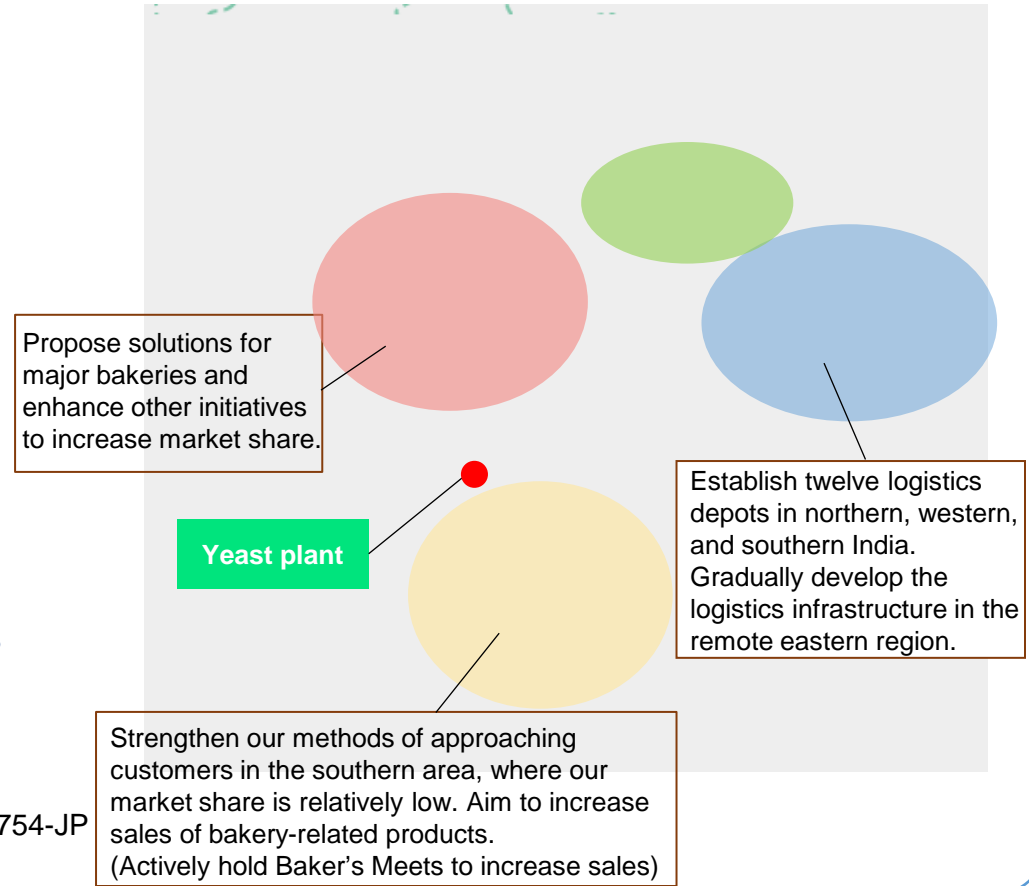 Propose solutions for
major bakeries and
enhance other initiatives
to increase market share.
Yeast plant
Establish twelve logistics
depots in northern, western,
and southern India.
Gradually develop the
logistics infrastructure in the
remote eastern region.
Strengthen our methods of approaching
customers in the southern area, where our
market share is relatively low. Aim to increase
sales of bakery-related products.
(Actively hold Baker’s Meets to increase sales)
754-JP